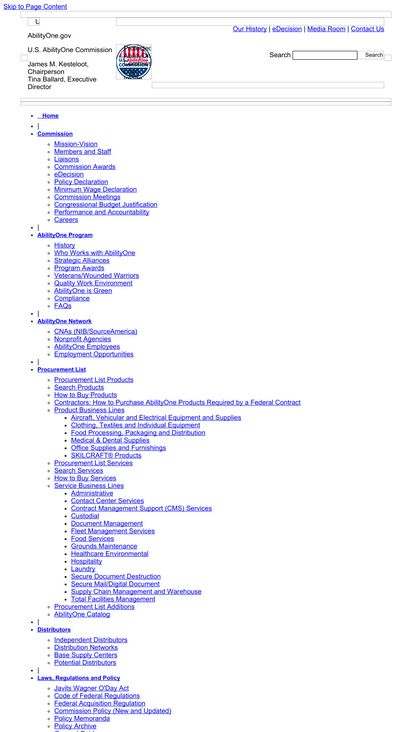 Skip to Page Content
L
Our History | eDecision | Media Room | Contact Us
AbilityOne.gov
U.S. AbilityOne Commission
Search Search
James M. Kesteloot,
Chairperson
Tina Ballard, Executive
Director
Home
|
Commission
Mission-Vision
Members and Staff
Liaisons
Commission Awards
eDecision
Policy Declaration
Minimum Wage Declaration
Commission Meetings
Congressional Budget Justification
Performance and Accountability
Careers
|
AbilityOne Program
History
Who Works with AbilityOne
Strategic Alliances
Program Awards
Veterans/Wounded Warriors
Quality Work Environment
AbilityOne is Green
Compliance
FAQs
|
AbilityOne Network
CNAs (NIB/SourceAmerica)
Nonprofit Agencies
AbilityOne Employees
Employment Opportunities
|
Procurement List
Procurement List Products
Search Products
How to Buy Products
Contractors: How to Purchase AbilityOne Products Required by a Federal Contract
Product Business Lines
Aircraft, Vehicular and Electrical Equipment and Supplies
Clothing, Textiles and Individual Equipment
Food Processing, Packaging and Distribution
Medical & Dental Supplies
Office Supplies and Furnishings
SKILCRAFT® Products
Procurement List Services
Search Services
How to Buy Services
Service Business Lines
Administrative
Contact Center Services
Contract Management Support (CMS) Services
Custodial
Document Management
Fleet Management Services
Food Services
Grounds Maintenance
Healthcare Environmental
Hospitality
Laundry
Secure Document Destruction
Secure Mail/Digital Document
Supply Chain Management and Warehouse
Total Facilities Management
Procurement List Additions
AbilityOne Catalog
|
Distributors
Independent Distributors
Distribution Networks
Base Supply Centers
Potential Distributors
|
Laws, Regulations and Policy
Javits Wagner O'Day Act
Code of Federal Regulations
Federal Acquisition Regulation
Commission Policy (New and Updated)
Policy Memoranda
Policy Archive